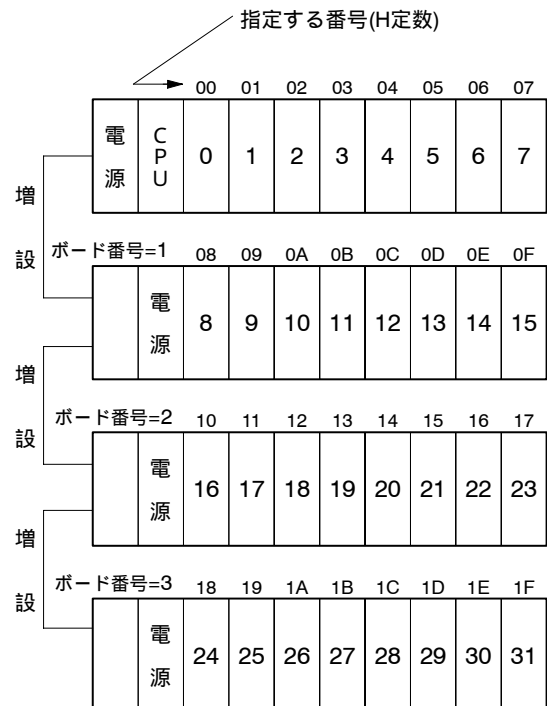 指定する番号(H定数)
00 01 02 03 04 05 06 07
電源 CPU 0 1 2 3 4 5 6 7
増設
ボード番号=1 08 09 0A 0B 0C 0D 0E 0F
電源 8 9 10 11 12 13 14 15
増設
ボード番号=2 10 11 12 13 14 15 16 17
電源 16 17 18 19 20 21 22 23
増設
ボード番号=3 18 19 1A 1B 1C 1D 1E 1F
電源 24 25 26 27 28 29 30 31